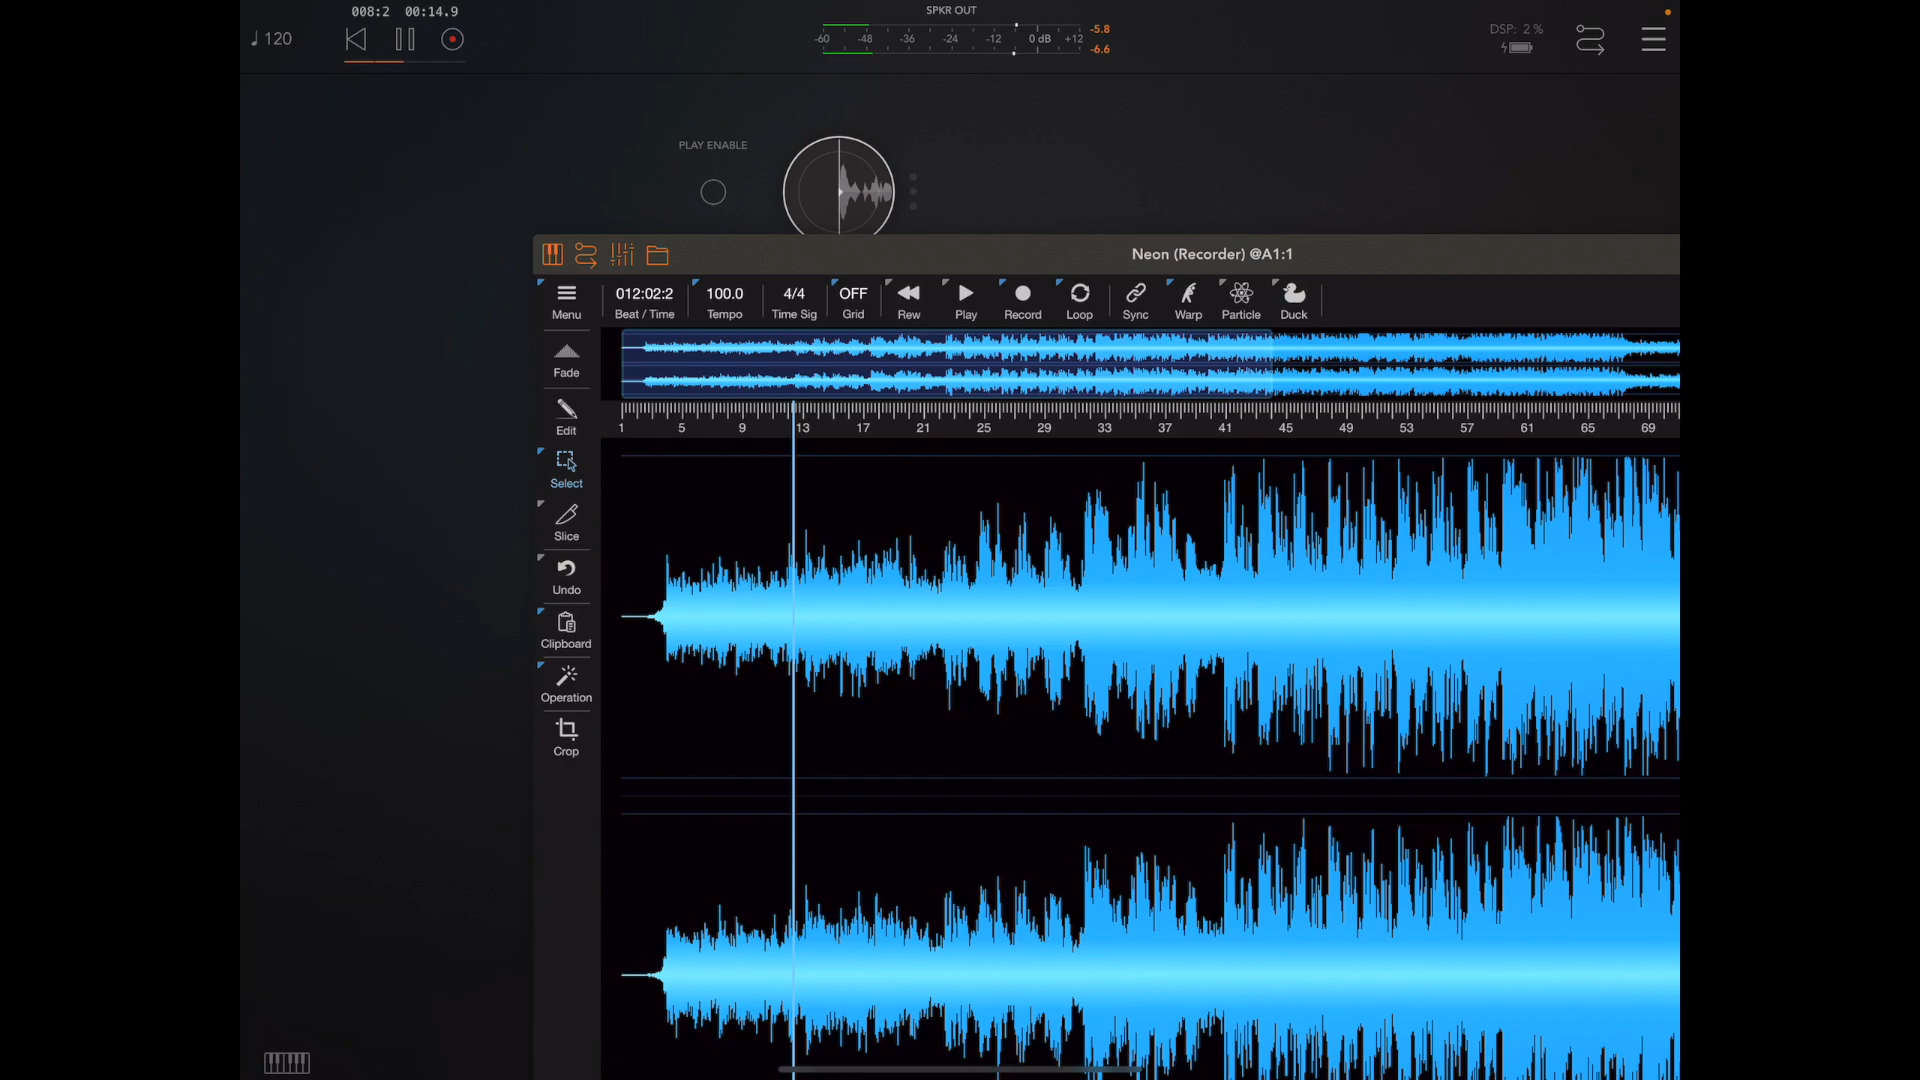 008:2 00:14.9
♩ 120
SPKR OUT
-60 -48 -36 -24 -12 0 dB +12
-5.8
-6.6
DSP: 2 %
PLAY ENABLE
Neon (Recorder) @A1:1
Menu
012:02:2
Beat / Time
100.0
Tempo
4/4
Time Sig
OFF
Grid
Rew
Play
Record
Loop
Sync
Warp
Particle
Duck
Fade
Edit
1 5 9 13 17 21 25 29 33 37 41 45 49 53 57 61 65 69
Select
Slice
Undo
Clipboard
Operation
Crop